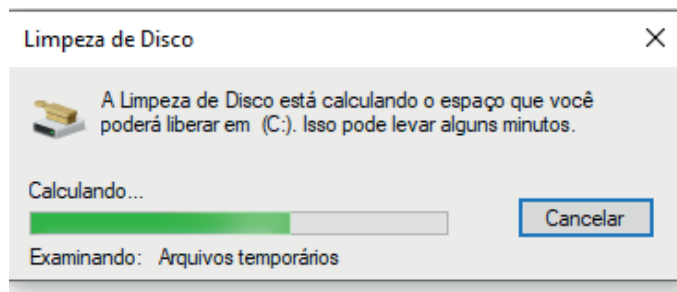 Limpeza de Disco
A Limpeza de Disco está calculando o espaço que você
poderá liberar em (C:). Isso pode levar alguns minutos.
Calculando...
Cancelar
Examinando: Arquivos temporários